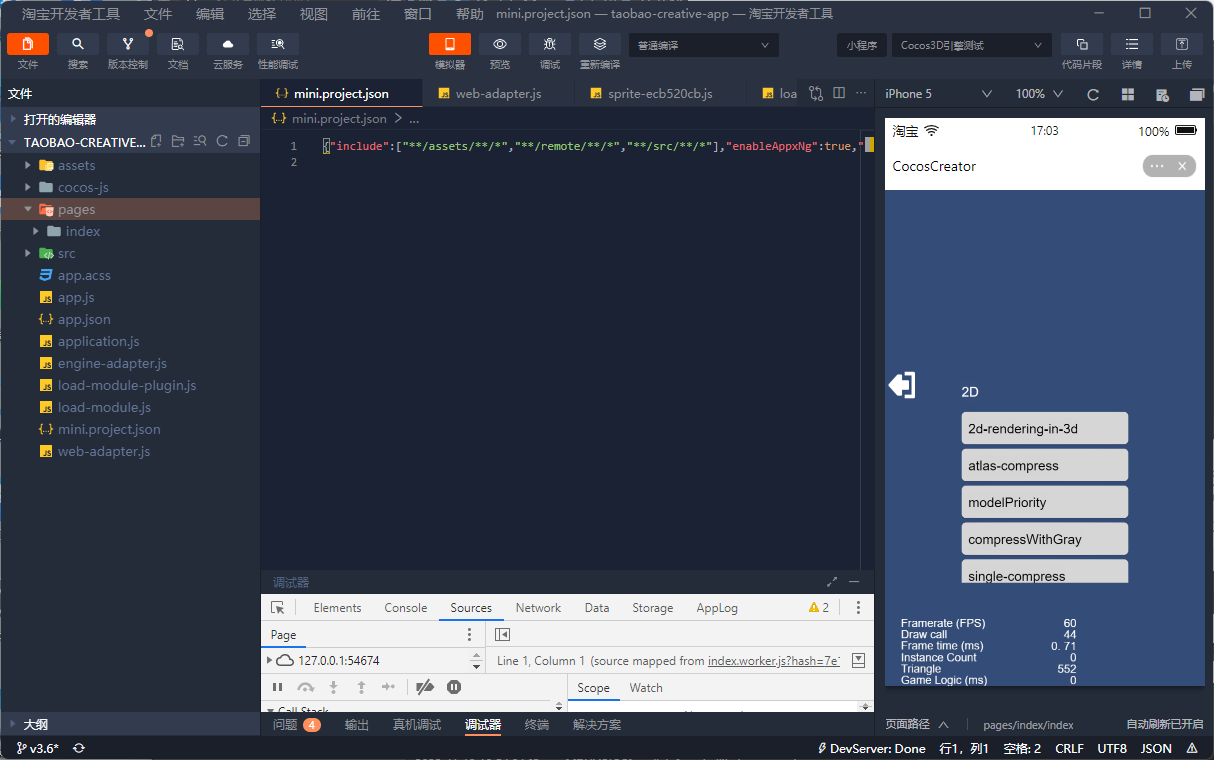 淘宝开发者工具 文件 编辑 选择 视图 前往 窗口 帮助 mini.project.json — taobao-creative-app — 淘宝开发者工具
文件 搜索 版本控制 文档 云服务 性能调试 模拟器 预览 调试 重新编译 普通编译 小程序 Cocos3D引擎测试 代码片段 详情 上传
文件
打开的编辑器
TAOBAO-CREATIVE...
assets
cocos-js
pages
index
src
app.acss
app.js
app.json
application.js
engine-adapter.js
load-module-plugin.js
load-module.js
mini.project.json
web-adapter.js
大纲
mini.project.json web-adapter.js sprite-ecb520cb.js loa
mini.project.json > ...
1 {"include":["**/assets/**/*","**/remote/**/*","**/src/**/*"],"enableAppxNg":true,"
2
调试器
Elements Console Sources Network Data Storage AppLog 2
Page
127.0.0.1:54674
Line 1, Column 1 (source mapped from index.worker.js?hash=7e
Scope Watch
Call Stack
问题 4 输出 真机调试 调试器 终端 解决方案
iPhone 5 100%
淘宝 17:03 100%
CocosCreator
2D
2d-rendering-in-3d
atlas-compress
modelPriority
compressWithGray
single-compress
Framerate (FPS) 60
Draw call 44
Frame time (ms) 0.71
Instance Count 0
Triangle 552
Game Logic (ms) 0
页面路径 pages/index/index 自动刷新已开启
v3.6* DevServer: Done 行1，列1 空格: 2 CRLF UTF8 JSON